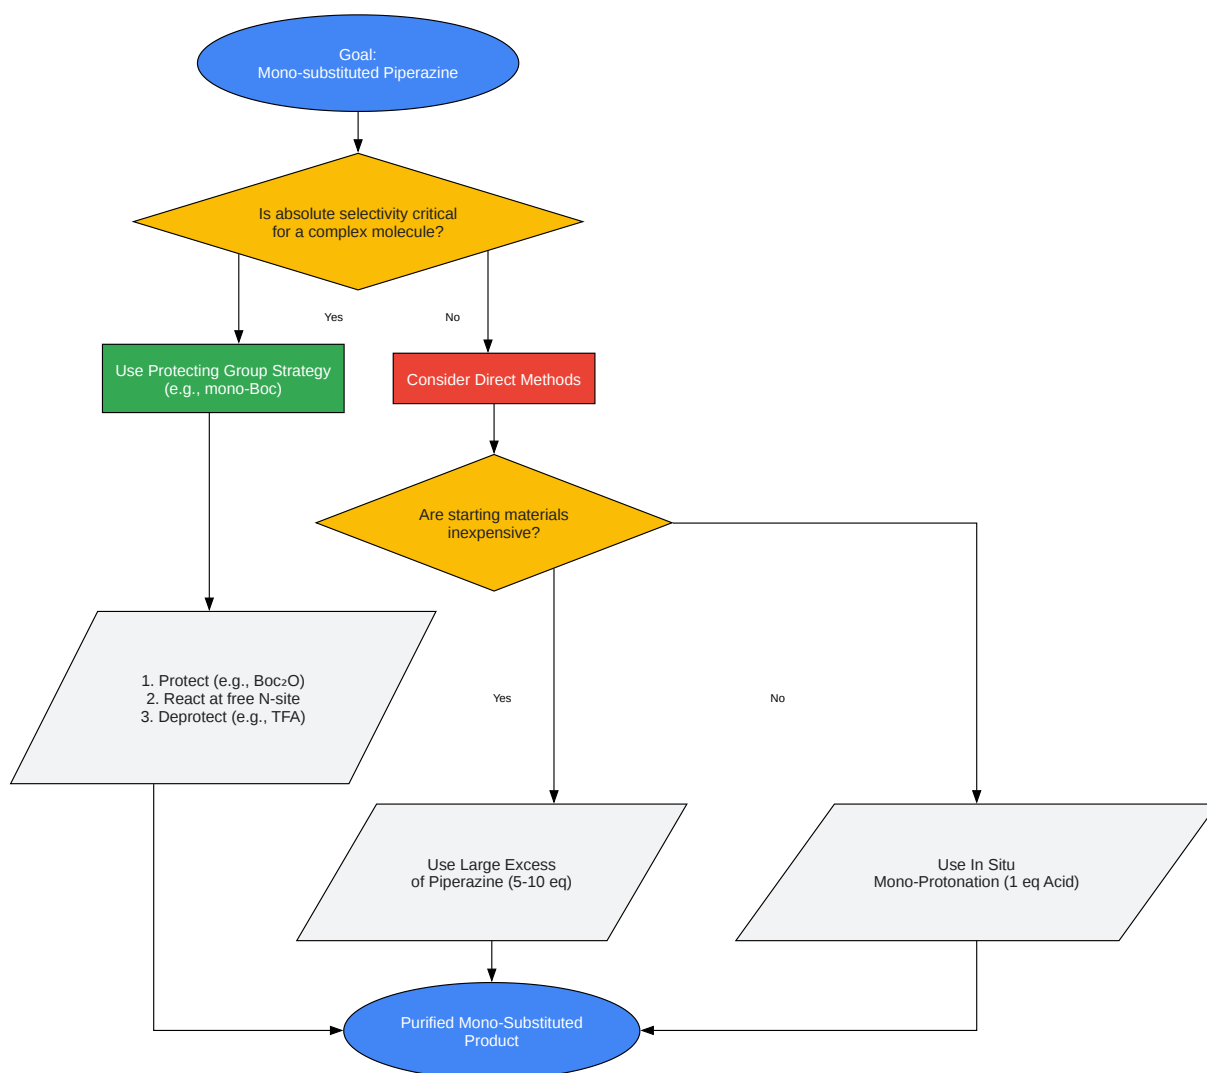 Goal:
Mono-substituted Piperazine
Is absolute selectivity critical
for a complex molecule?
Yes
No
Use Protecting Group Strategy
(e.g., mono-Boc)
Consider Direct Methods
Are starting materials
inexpensive?
1. Protect (e.g., Boc₂O)
2. React at free N-site
3. Deprotect (e.g., TFA)
Yes
No
Use Large Excess
of Piperazine (5-10 eq)
Use In Situ
Mono-Protonation (1 eq Acid)
Purified Mono-Substituted
Product